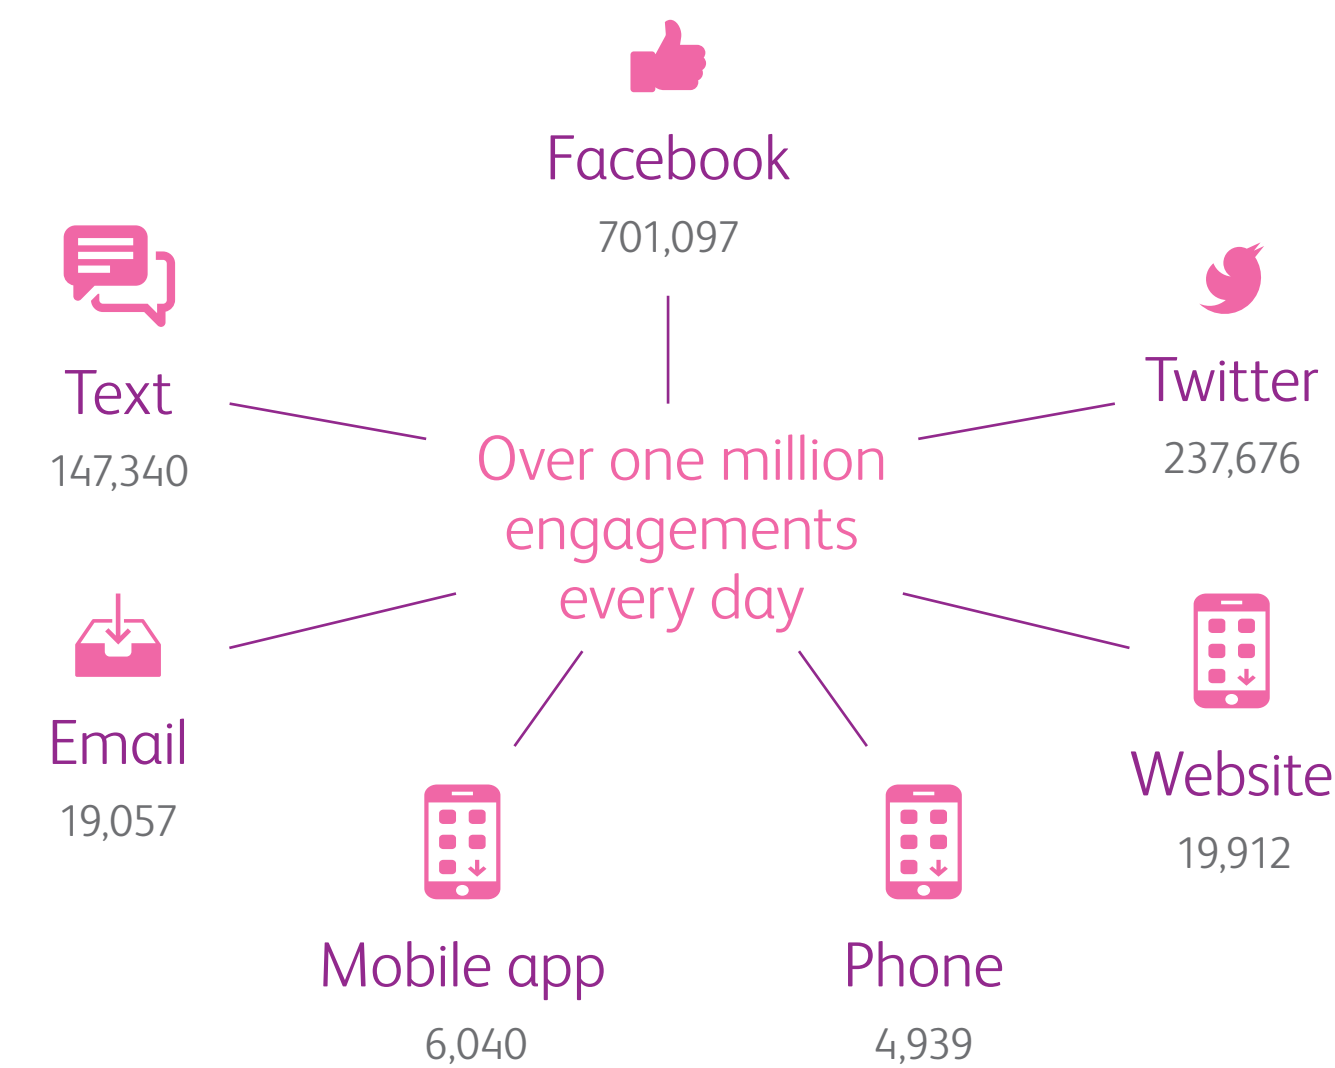 Facebook
701,097
Text
147,340
Twitter
237,676
Over one million
engagements
every day
Email
19,057
Website
19,912
Mobile app
6,040
Phone
4,939